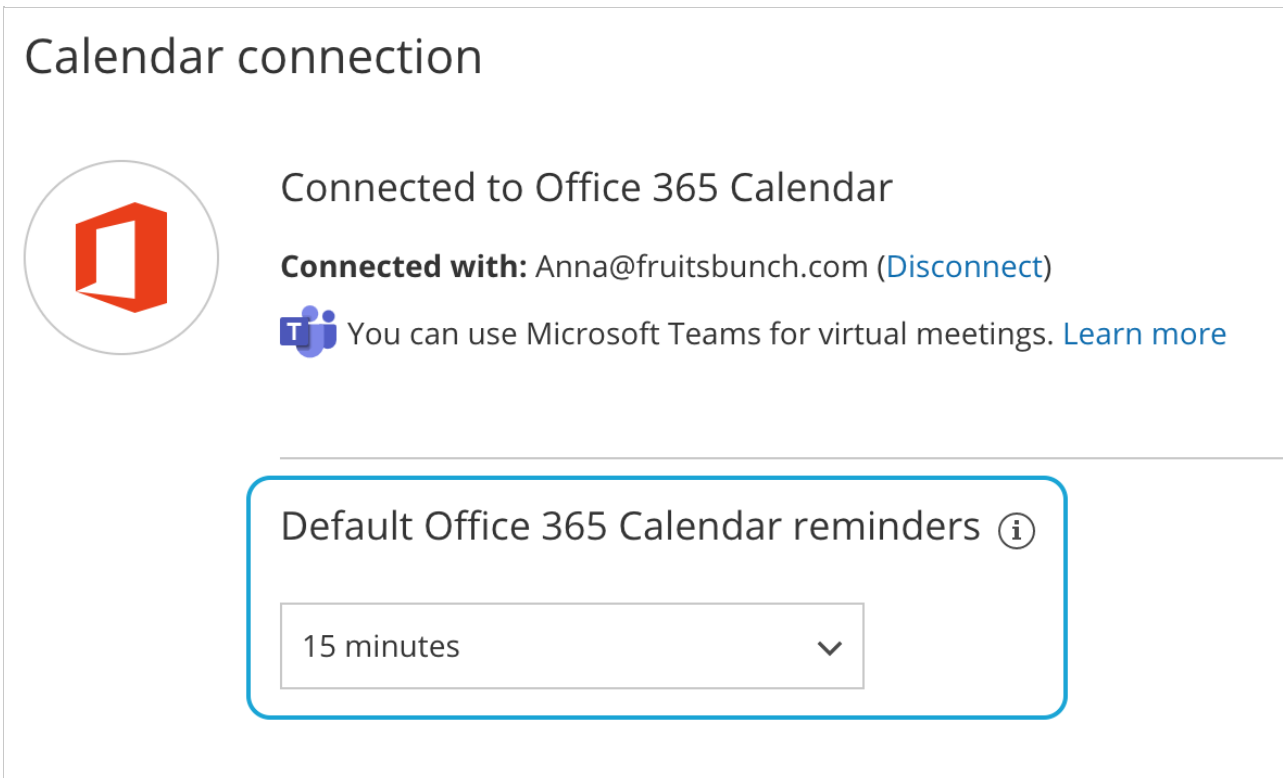 Calendar connection
Connected to Office 365 Calendar
Connected with: Anna@fruitsbunch.com (Disconnect)
T You can use Microsoft Teams for virtual meetings. Learn more
Default Office 365 Calendar reminders i
15 minutes